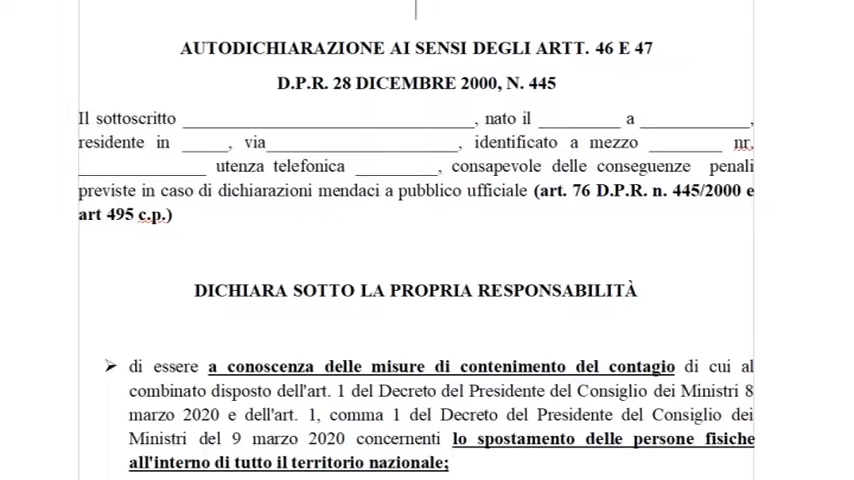 AUTODICHIARAZIONE AI SENSI DEGLI ARTT. 46 E 47
D.P.R. 28 DICEMBRE 2000, N. 445
Il sottoscritto ________________________________, nato il _________ a ____________,
residente in _____, via_____________________, identificato a mezzo ________ nr.
______________ utenza telefonica _________, consapevole delle conseguenze penali
previste in caso di dichiarazioni mendaci a pubblico ufficiale (art. 76 D.P.R. n. 445/2000 e
art 495 c.p.)
DICHIARA SOTTO LA PROPRIA RESPONSABILITÀ
➢ di essere a conoscenza delle misure di contenimento del contagio di cui al
combinato disposto dell'art. 1 del Decreto del Presidente del Consiglio dei Ministri 8
marzo 2020 e dell'art. 1, comma 1 del Decreto del Presidente del Consiglio dei
Ministri del 9 marzo 2020 concernenti lo spostamento delle persone fisiche
all'interno di tutto il territorio nazionale;